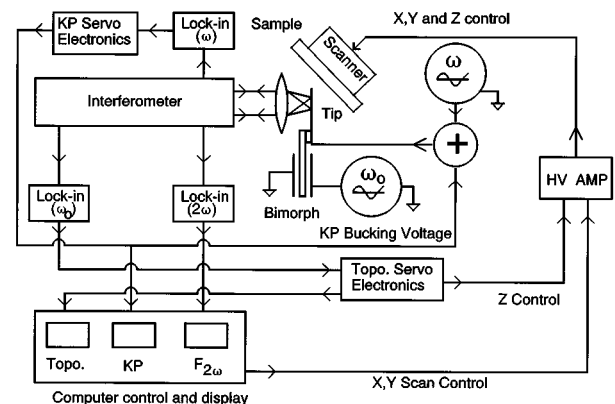 KP Servo
Electronics
Lock-in
(ω)
Sample
Scanner
X,Y and Z control
ω
Interferometer
Tip
+
Lock-in
(ω₀)
Lock-in
(2ω)
ω₀
Bimorph
KP Bucking Voltage
HV AMP
Topo. Servo
Electronics
Z Control
Topo.
KP
F₂ω
X,Y Scan Control
Computer control and display